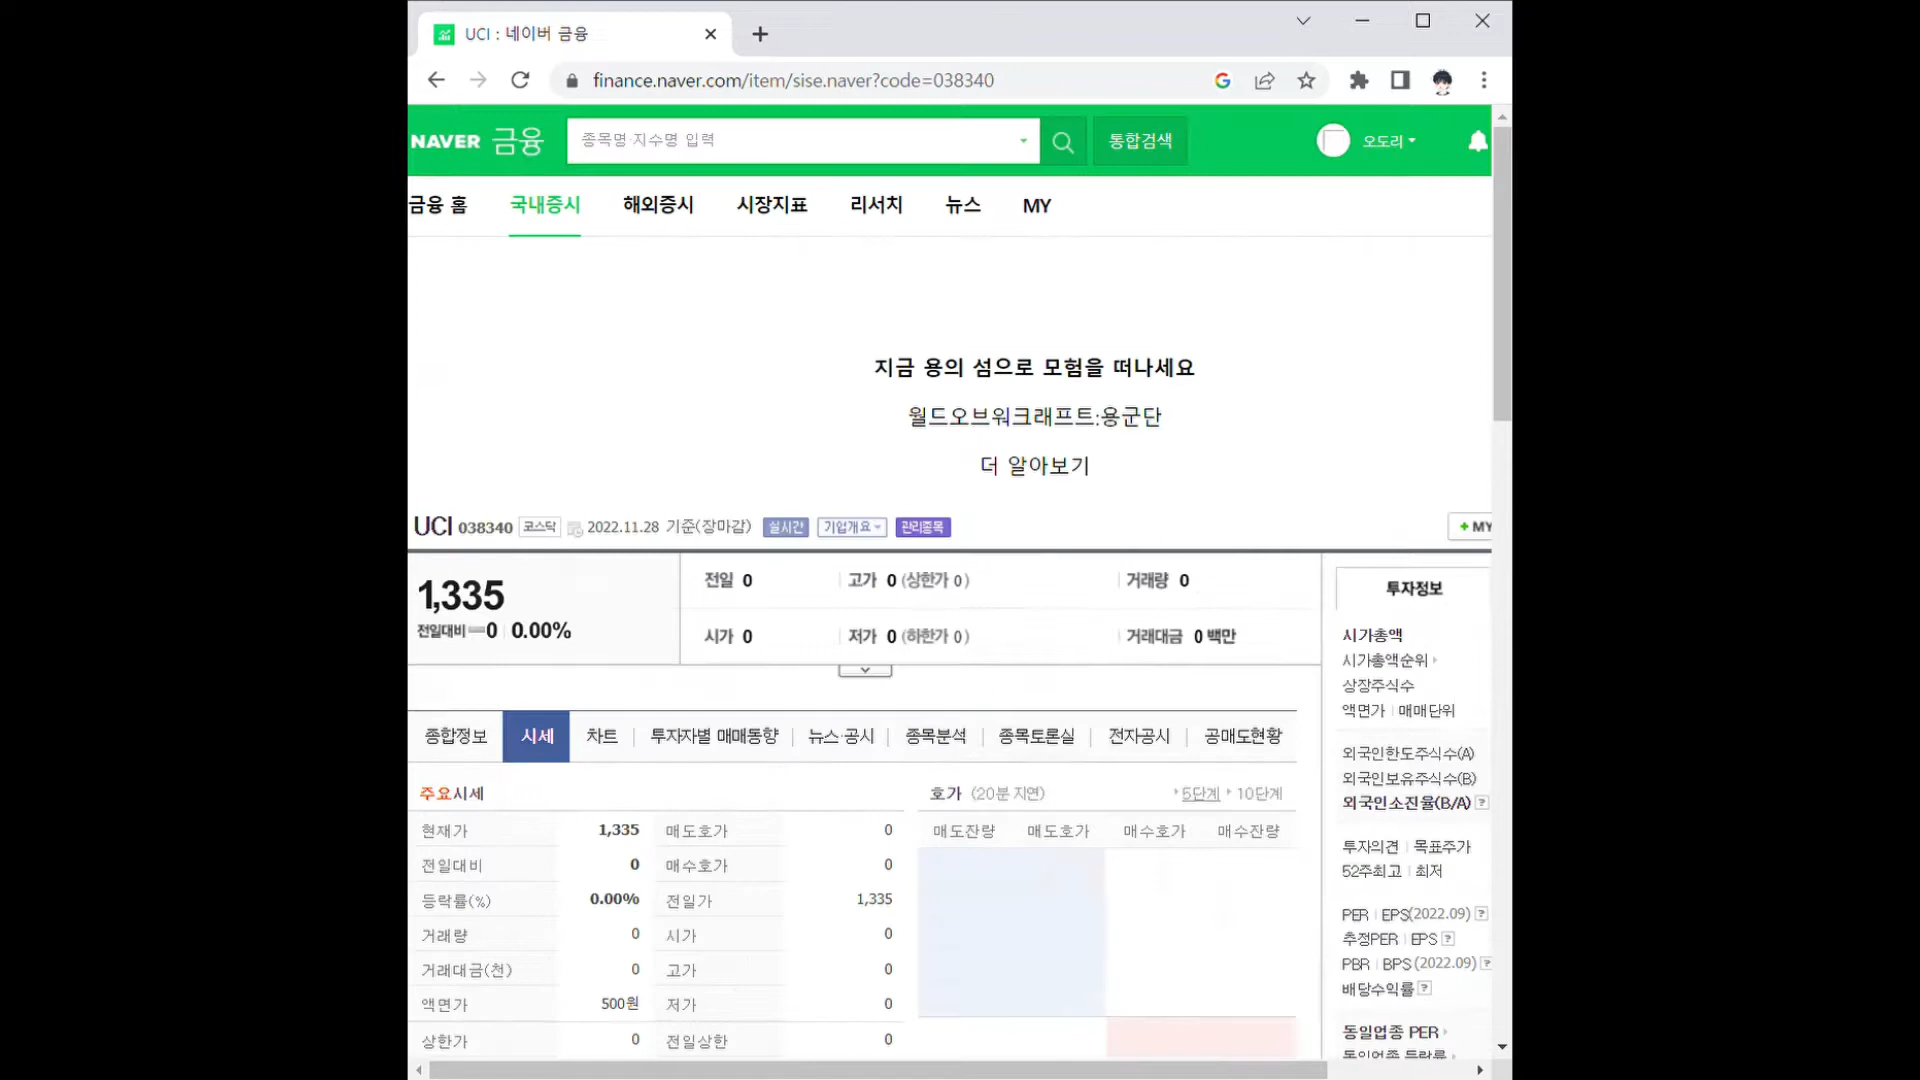 UCI : 네이버 금융
finance.naver.com/item/sise.naver?code=038340
NAVER 금융
종목명·지수명 입력
통합검색
오도리
금융 홈 국내증시 해외증시 시장지표 리서치 뉴스 MY
지금 용의 섬으로 모험을 떠나세요
월드오브워크래프트:용군단
더 알아보기
UCI 038340 코스닥 2022.11.28 기준(장마감) 실시간 기업개요 관리종목
+ MY
1,335
전일대비 0 0.00%
전일 0 고가 0 (상한가 0) 거래량 0
시가 0 저가 0 (하한가 0) 거래대금 0 백만
종합정보 시세 차트 투자자별 매매동향 뉴스·공시 종목분석 종목토론실 전자공시 공매도현황
주요시세
현재가 1,335 매도호가 0
전일대비 0 매수호가 0
등락률(%) 0.00% 전일가 1,335
거래량 0 시가 0
거래대금(천) 0 고가 0
액면가 500원 저가 0
상한가 0 전일상한 0
호가 (20분 지연) 5단계 10단계
매도잔량 매도호가 매수호가 매수잔량
투자정보
시가총액
시가총액순위
상장주식수
액면가 | 매매단위
외국인한도주식수(A)
외국인보유주식수(B)
외국인소진율(B/A) ?
투자의견 | 목표주가
52주최고 | 최저
PER | EPS(2022.09) ?
추정PER | EPS ?
PBR | BPS (2022.09) ?
배당수익률 ?
동일업종 PER
동일업종 등락률